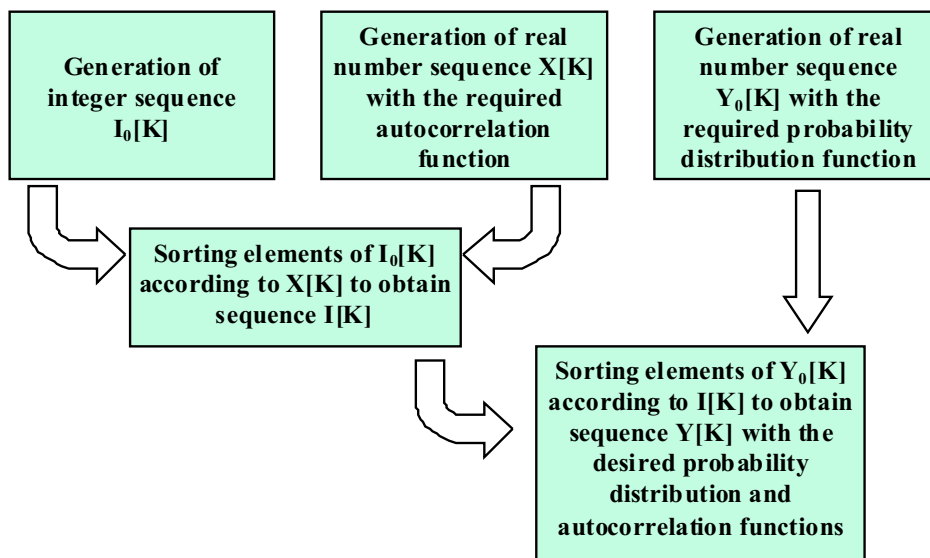 Generation of
integer sequence
I₀[K]
Generation of real
number sequence X[K]
with the required
autocorrelation
function
Generation of real
number sequence
Y₀[K] with the
required probability
distribution function
Sorting elements of I₀[K]
according to X[K] to obtain
sequence I[K]
Sorting elements of Y₀[K]
according to I[K] to obtain
sequence Y[K] with the
desired probability
distribution and
autocorrelation functions